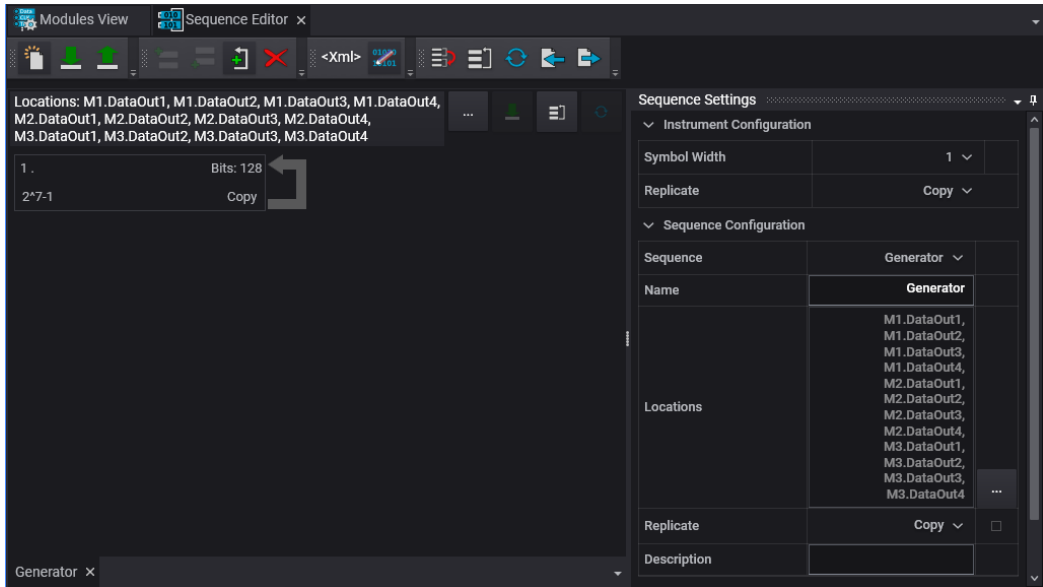 Modules View
Sequence Editor
<Xml>
Locations: M1.DataOut1, M1.DataOut2, M1.DataOut3, M1.DataOut4,
M2.DataOut1, M2.DataOut2, M2.DataOut3, M2.DataOut4,
M3.DataOut1, M3.DataOut2, M3.DataOut3, M3.DataOut4
...
1 .
Bits: 128
2^7-1
Copy
Generator
Sequence Settings
Instrument Configuration
Symbol Width
1
Replicate
Copy
Sequence Configuration
Sequence
Generator
Name
Generator
Locations
M1.DataOut1,
M1.DataOut2,
M1.DataOut3,
M1.DataOut4,
M2.DataOut1,
M2.DataOut2,
M2.DataOut3,
M2.DataOut4,
M3.DataOut1,
M3.DataOut2,
M3.DataOut3,
M3.DataOut4
...
Replicate
Copy
Description